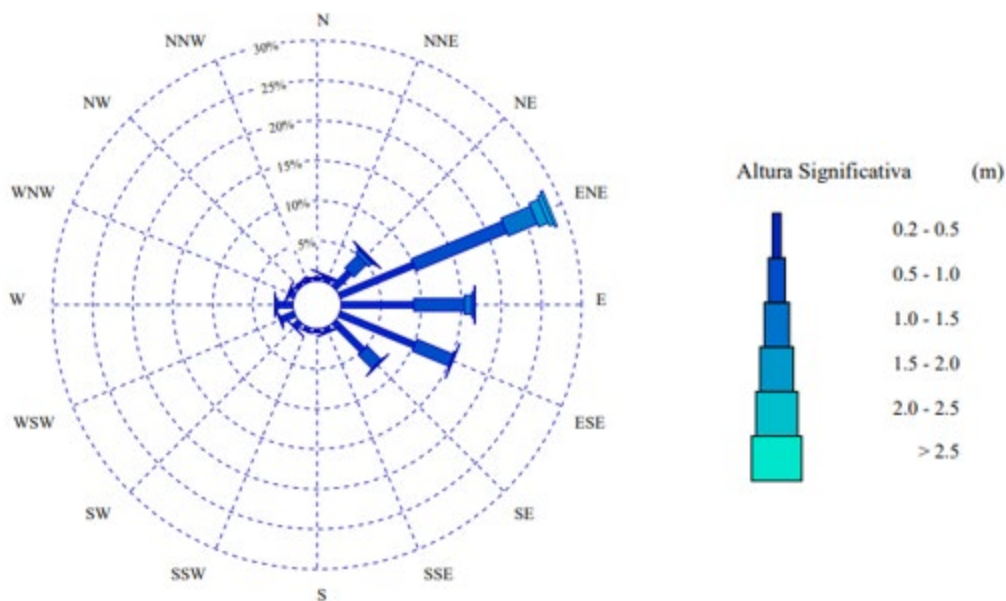 N
NNW
NNE
30%
25%
NW
NE
20%
15%
WNW
ENE
10%
5%
W
E
WSW
ESE
SW
SE
SSW
SSE
S
Altura Significativa (m)
0.2 - 0.5
0.5 - 1.0
1.0 - 1.5
1.5 - 2.0
2.0 - 2.5
> 2.5